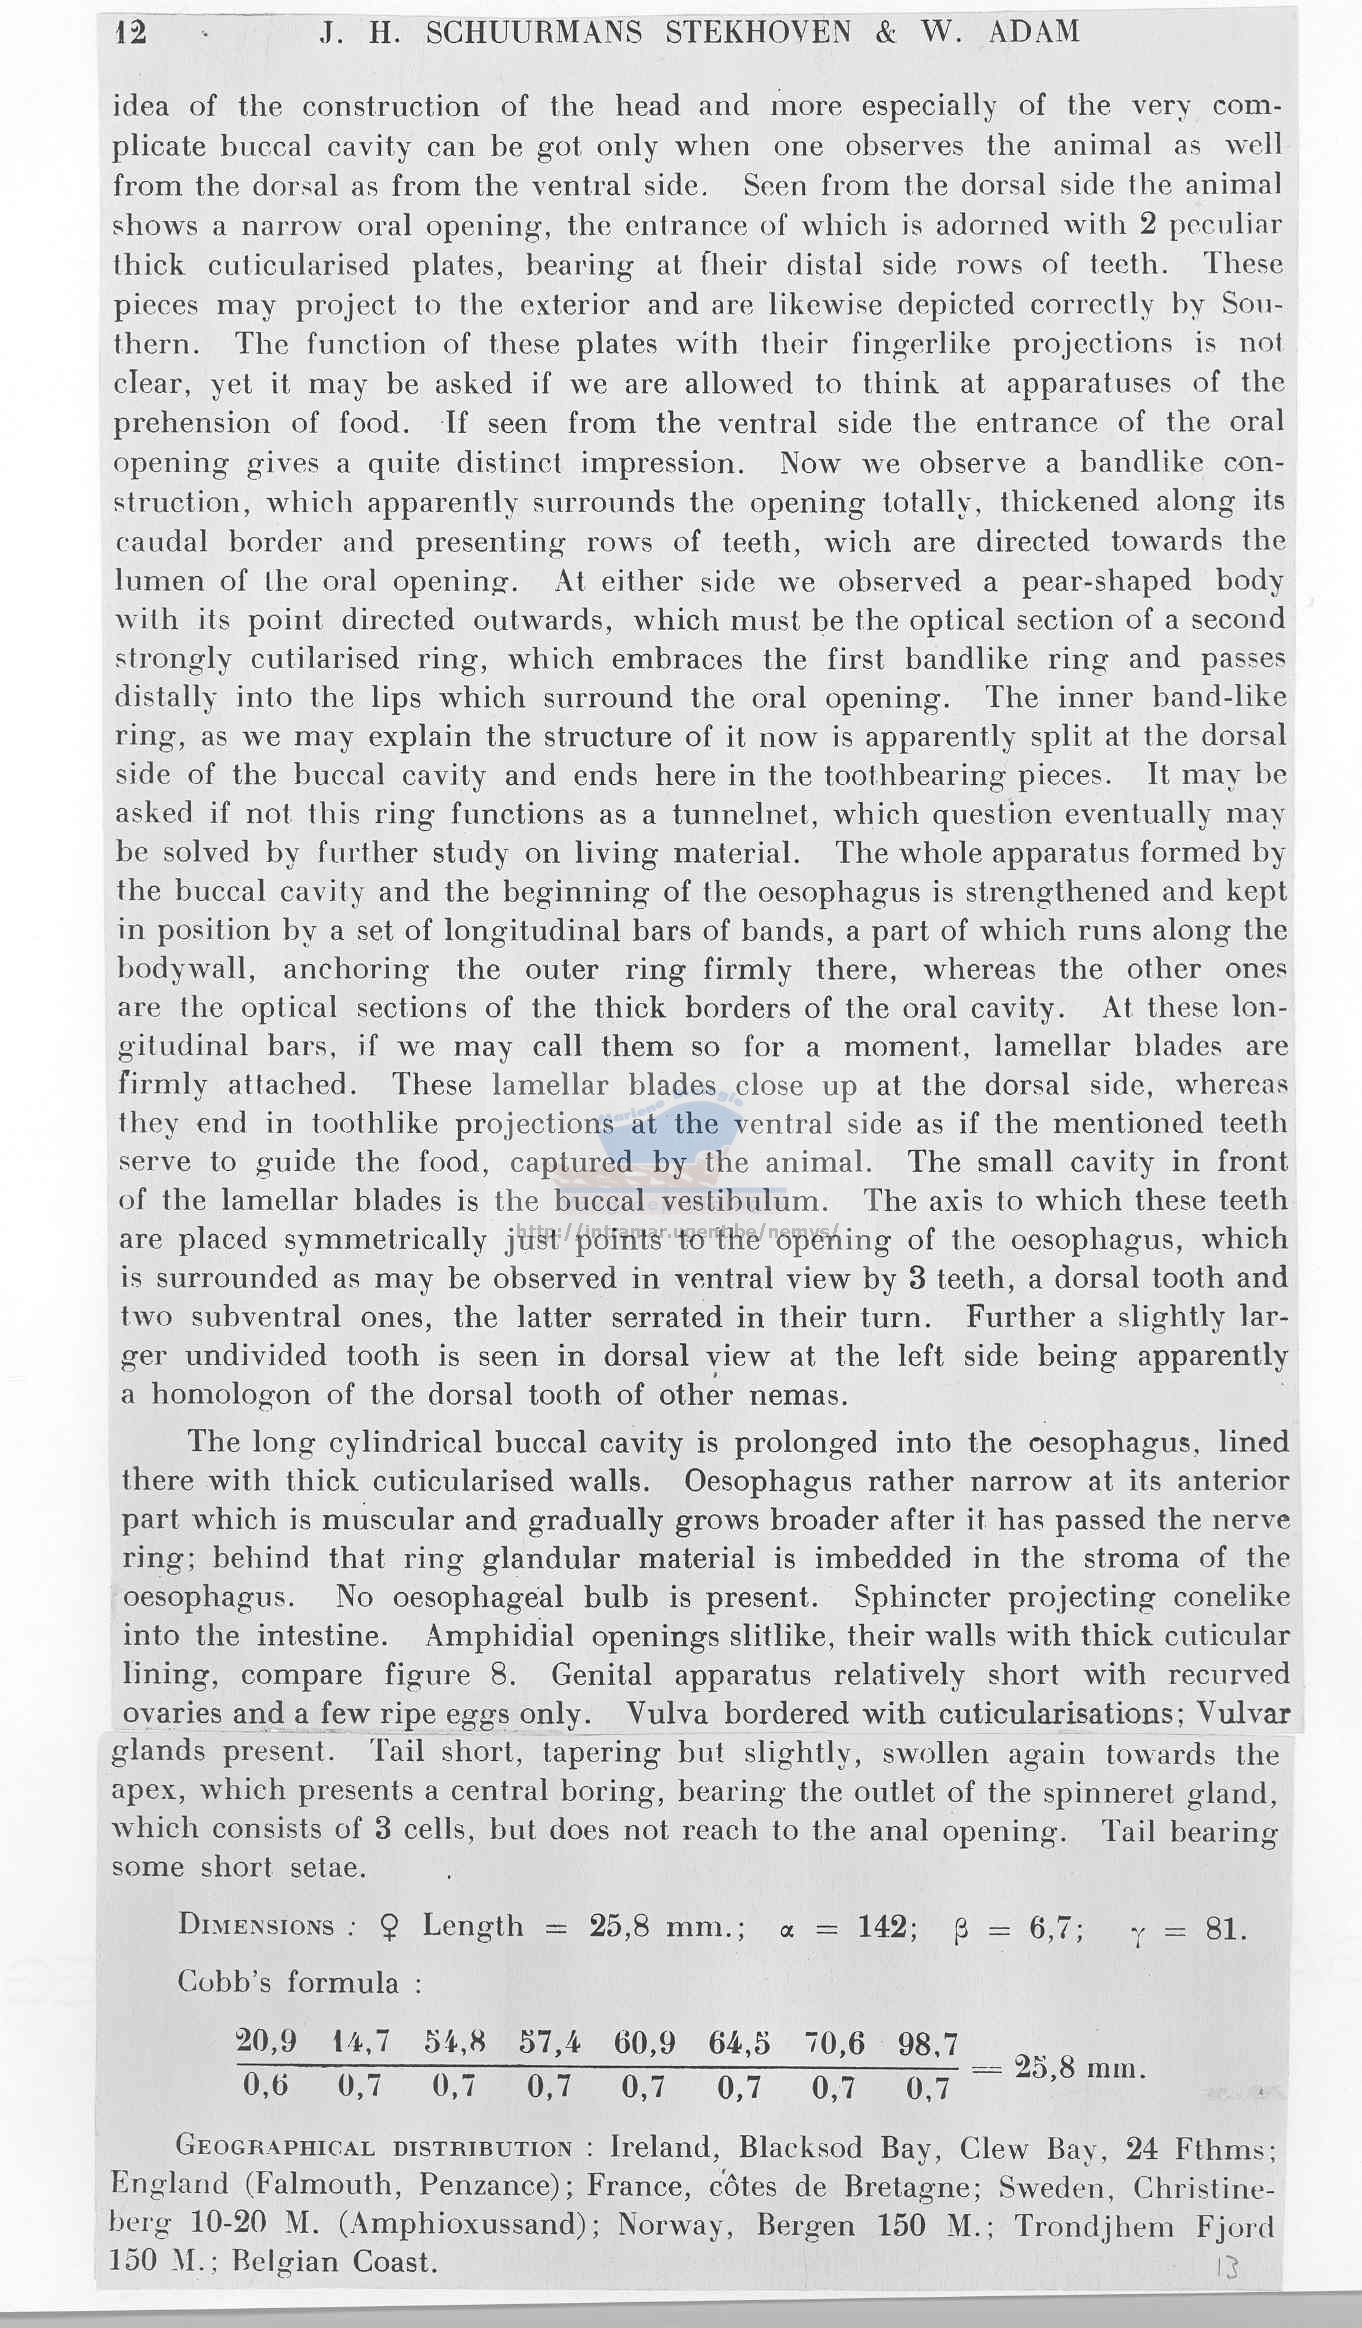 12 J. H. SCHUURMANS STEKHOVEN & W. ADAM
idea of the construction of the head and more especially of the very com-
plicate buccal cavity can be got only when one observes the animal as well
from the dorsal as from the ventral side. Seen from the dorsal side the animal
shows a narrow oral opening, the entrance of which is adorned with 2 peculiar
thick cuticularised plates, bearing at their distal side rows of teeth. These
pieces may project to the exterior and are likewise depicted correctly by Sou-
thern. The function of these plates with their fingerlike projections is not
clear, yet it may be asked if we are allowed to think at apparatuses of the
prehension of food. If seen from the ventral side the entrance of the oral
opening gives a quite distinct impression. Now we observe a bandlike con-
struction, which apparently surrounds the opening totally, thickened along its
caudal border and presenting rows of teeth, wich are directed towards the
lumen of the oral opening. At either side we observed a pear-shaped body
with its point directed outwards, which must be the optical section of a second
strongly cutilarised ring, which embraces the first bandlike ring and passes
distally into the lips which surround the oral opening. The inner band-like
ring, as we may explain the structure of it now is apparently split at the dorsal
side of the buccal cavity and ends here in the toothbearing pieces. It may be
asked if not this ring functions as a tunnelnet, which question eventually may
be solved by further study on living material. The whole apparatus formed by
the buccal cavity and the beginning of the oesophagus is strengthened and kept
in position by a set of longitudinal bars of bands, a part of which runs along the
bodywall, anchoring the outer ring firmly there, whereas the other ones
are the optical sections of the thick borders of the oral cavity. At these lon-
gitudinal bars, if we may call them so for a moment, lamellar blades are
firmly attached. These lamellar blades close up at the dorsal side, whereas
they end in toothlike projections at the ventral side as if the mentioned teeth
serve to guide the food, captured by the animal. The small cavity in front
of the lamellar blades is the buccal vestibulum. The axis to which these teeth
http://intramar.ugent.be/nemys/
are placed symmetrically just points to the opening of the oesophagus, which
is surrounded as may be observed in ventral view by 3 teeth, a dorsal tooth and
two subventral ones, the latter serrated in their turn. Further a slightly lar-
ger undivided tooth is seen in dorsal view at the left side being apparently
a homologon of the dorsal tooth of other nemas.
The long cylindrical buccal cavity is prolonged into the oesophagus, lined
there with thick cuticularised walls. Oesophagus rather narrow at its anterior
part which is muscular and gradually grows broader after it has passed the nerve
ring; behind that ring glandular material is imbedded in the stroma of the
oesophagus. No oesophageal bulb is present. Sphincter projecting conelike
into the intestine. Amphidial openings slitlike, their walls with thick cuticular
lining, compare figure 8. Genital apparatus relatively short with recurved
ovaries and a few ripe eggs only. Vulva bordered with cuticularisations; Vulvar
glands present. Tail short, tapering but slightly, swollen again towards the
apex, which presents a central boring, bearing the outlet of the spinneret gland,
which consists of 3 cells, but does not reach to the anal opening. Tail bearing
some short setae.
DIMENSIONS : ♀ Length = 25,8 mm.; α = 142; β = 6,7; γ = 81.
Cobb's formula :
20,9 14,7 54,8 57,4 60,9 64,5 70,6 98,7
= 25,8 mm.
0,6 0,7 0,7 0,7 0,7 0,7 0,7 0,7
GEOGRAPHICAL DISTRIBUTION : Ireland, Blacksod Bay, Clew Bay, 24 Fthms;
England (Falmouth, Penzance); France, côtes de Bretagne; Sweden, Christine-
berg 10-20 M. (Amphioxussand); Norway, Bergen 150 M.; Trondjhem Fjord
150 M.; Belgian Coast.
13